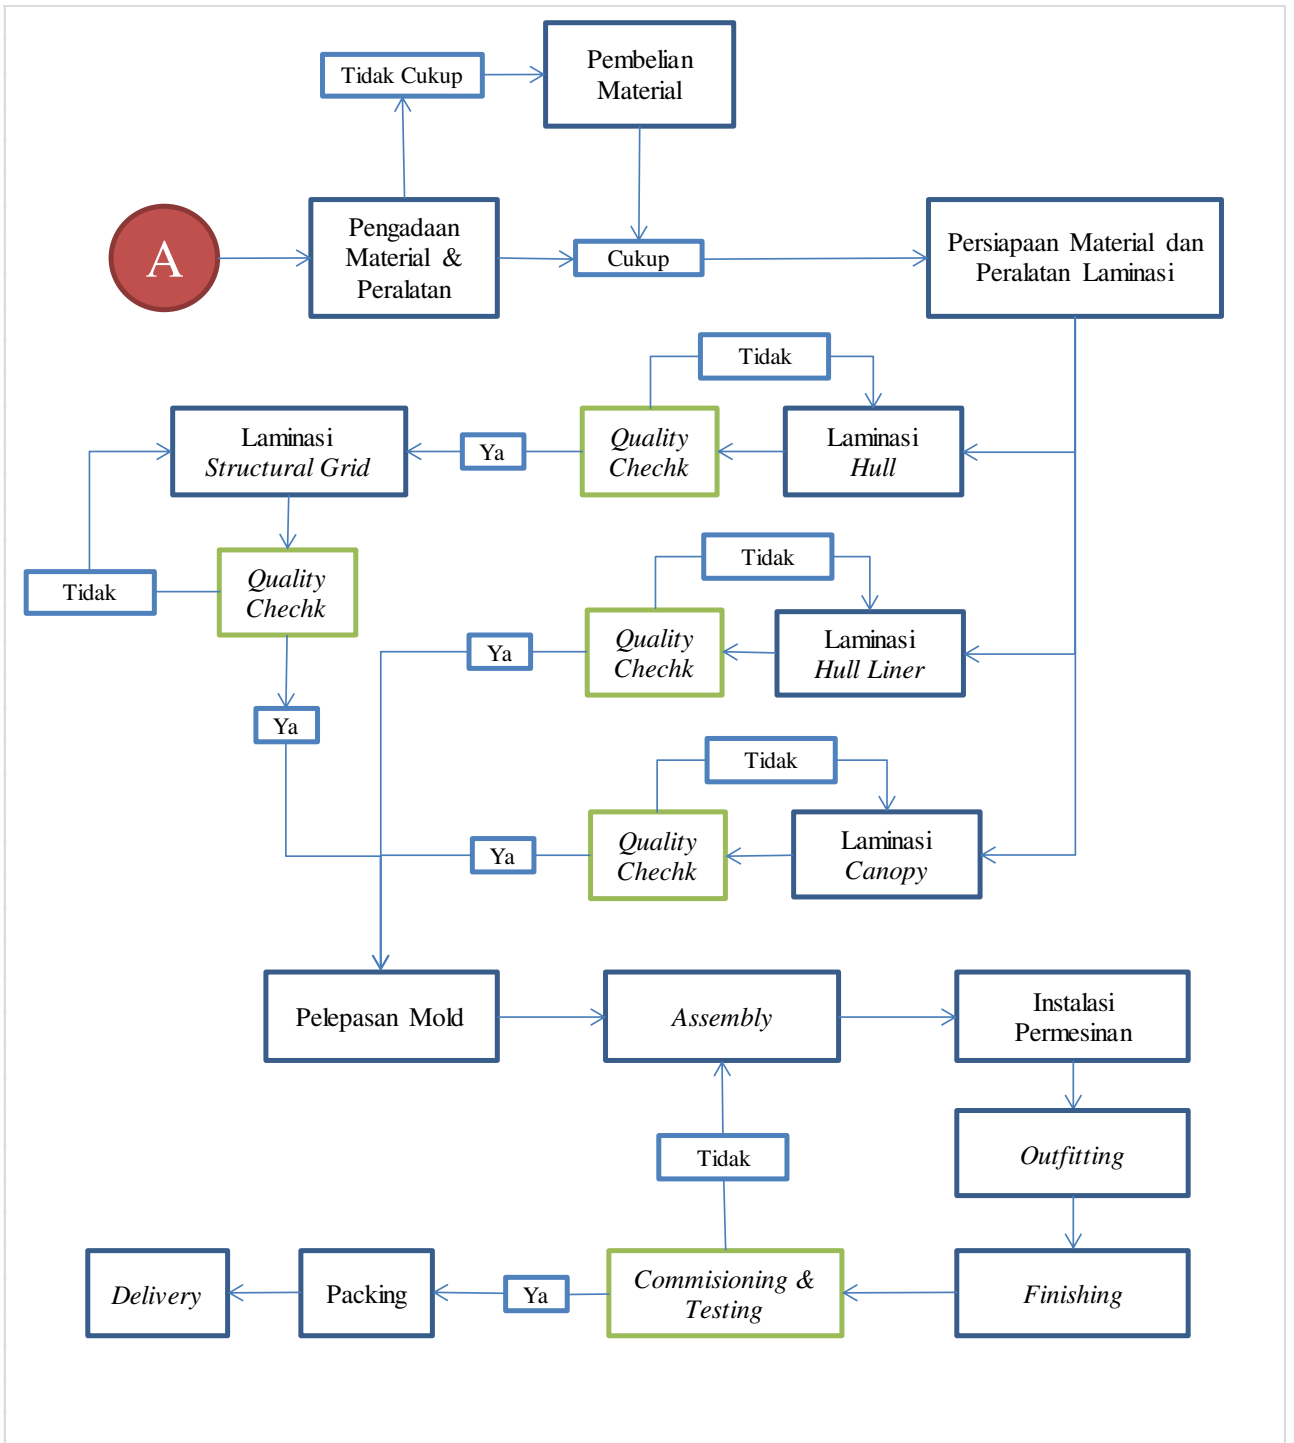 Tidak Cukup
Pembelian
Material
A
Pengadaan
Material &
Peralatan
Cukup
Persiapaan Material dan
Peralatan Laminasi
Tidak
Laminasi
Structural Grid
Ya
Quality
Chechk
Laminasi
Hull
Tidak
Tidak
Quality
Chechk
Ya
Quality
Chechk
Laminasi
Hull Liner
Ya
Tidak
Ya
Quality
Chechk
Laminasi
Canopy
Pelepasan Mold
Assembly
Instalasi
Permesinan
Tidak
Outfitting
Delivery
Packing
Ya
Commisioning &
Testing
Finishing